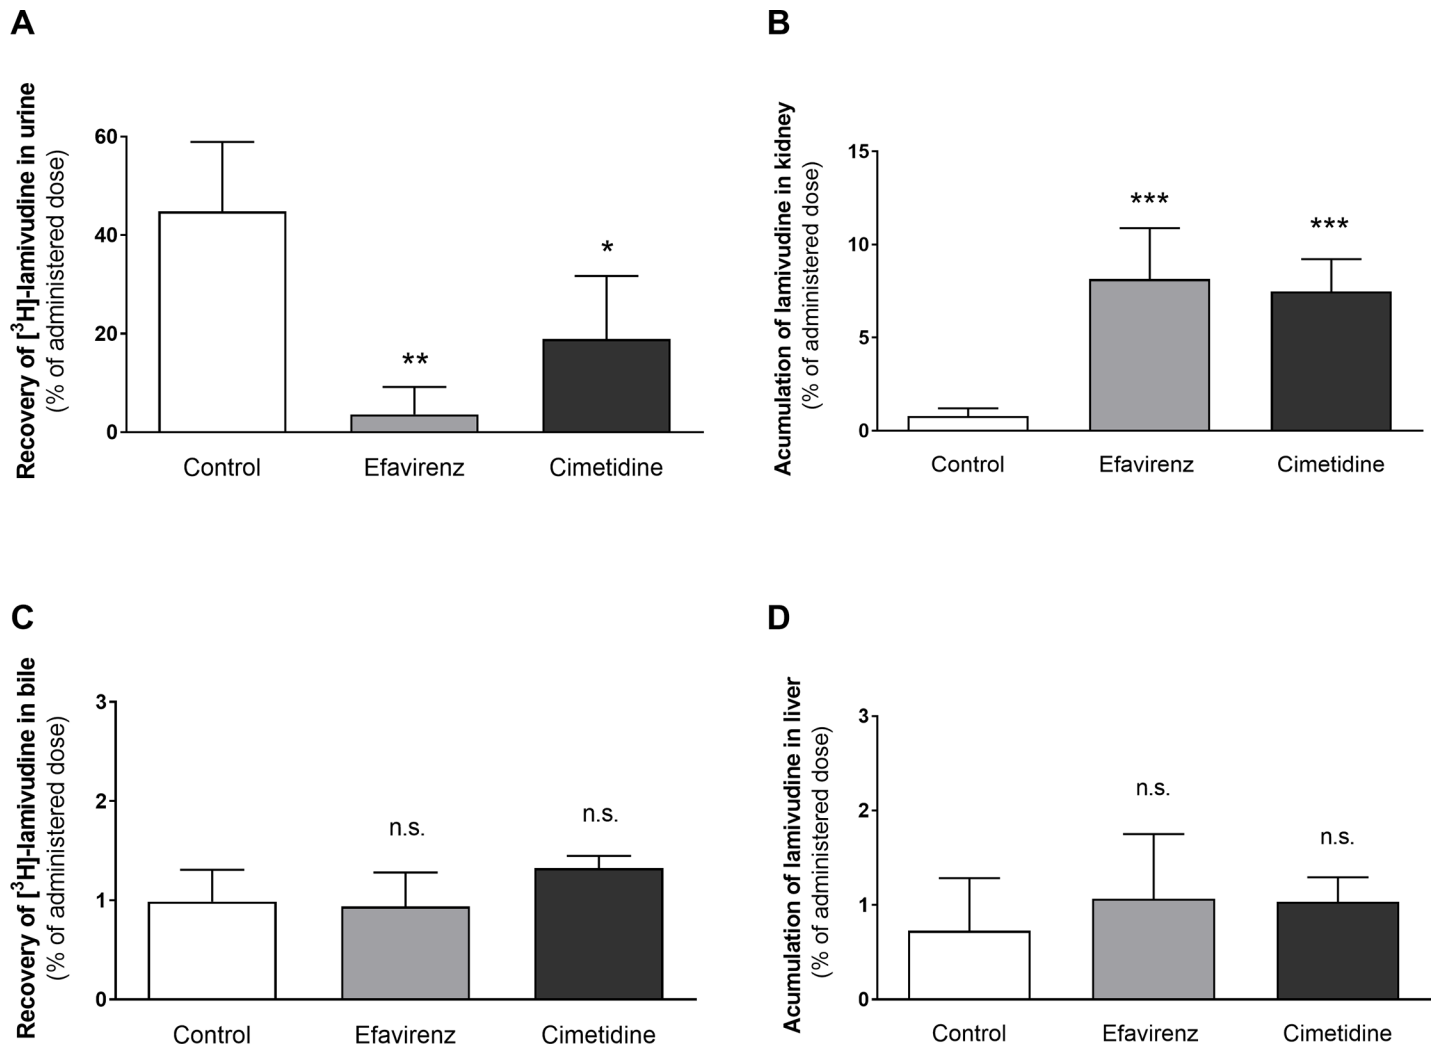 A
Recovery of [³H]-lamivudine in urine
(% of administered dose)
60
40
20
0
**
*
Control Efavirenz Cimetidine
B
Acumulation of lamivudine in kidney
(% of administered dose)
15
10
5
0
***
***
Control Efavirenz Cimetidine
C
Recovery of [³H]-lamivudine in bile
(% of administered dose)
3
2
1
0
n.s.
n.s.
Control Efavirenz Cimetidine
D
Acumulation of lamivudine in liver
(% of administered dose)
3
2
1
0
n.s.
n.s.
Control Efavirenz Cimetidine